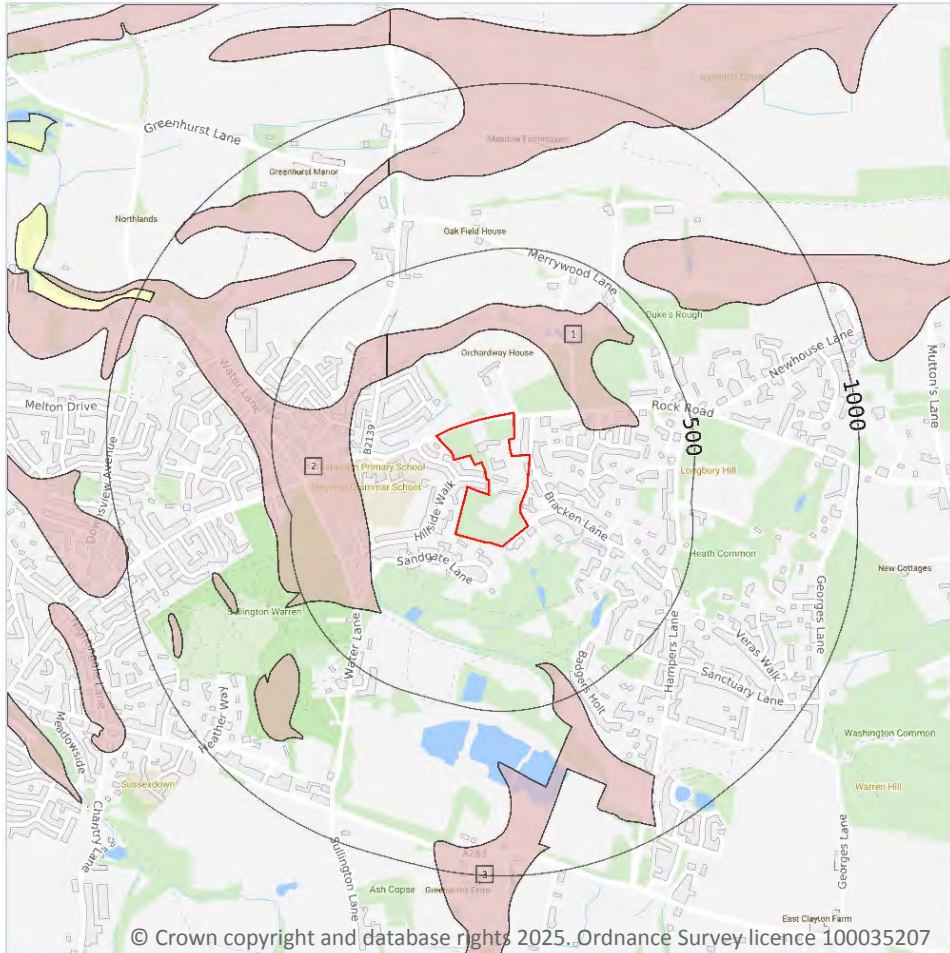 Greenhurst Lane
Greenhurst Manor
Meadow Farmhouse
Northlands
Oak Field House
Merrywood Lane
Duke's Rough
1
Orchardway House
Newhouse Lane
Mutton's Lane
Water Lane
Melton Drive
B2139
Rock Road
1000
500
2
Primary School
Steyning Grammar School
Longbury Hill
Downsview Avenue
Hillside Walk
Bracken Lane
Sandgate Lane
Heath Common
New Cottages
Georges Lane
Sullington Warren
Water Lane
Hampers Lane
Veras Walk
Badgers Holt
Sanctuary Lane
Heather Way
Meadowside
Washington Common
Sussexdown
Warren Hill
Chantry Lane
Sullington Lane
A283
3
Georges Lane
Ash Copse
East Clayton Farm
© Crown copyright and database rights 2025. Ordnance Survey licence 100035207